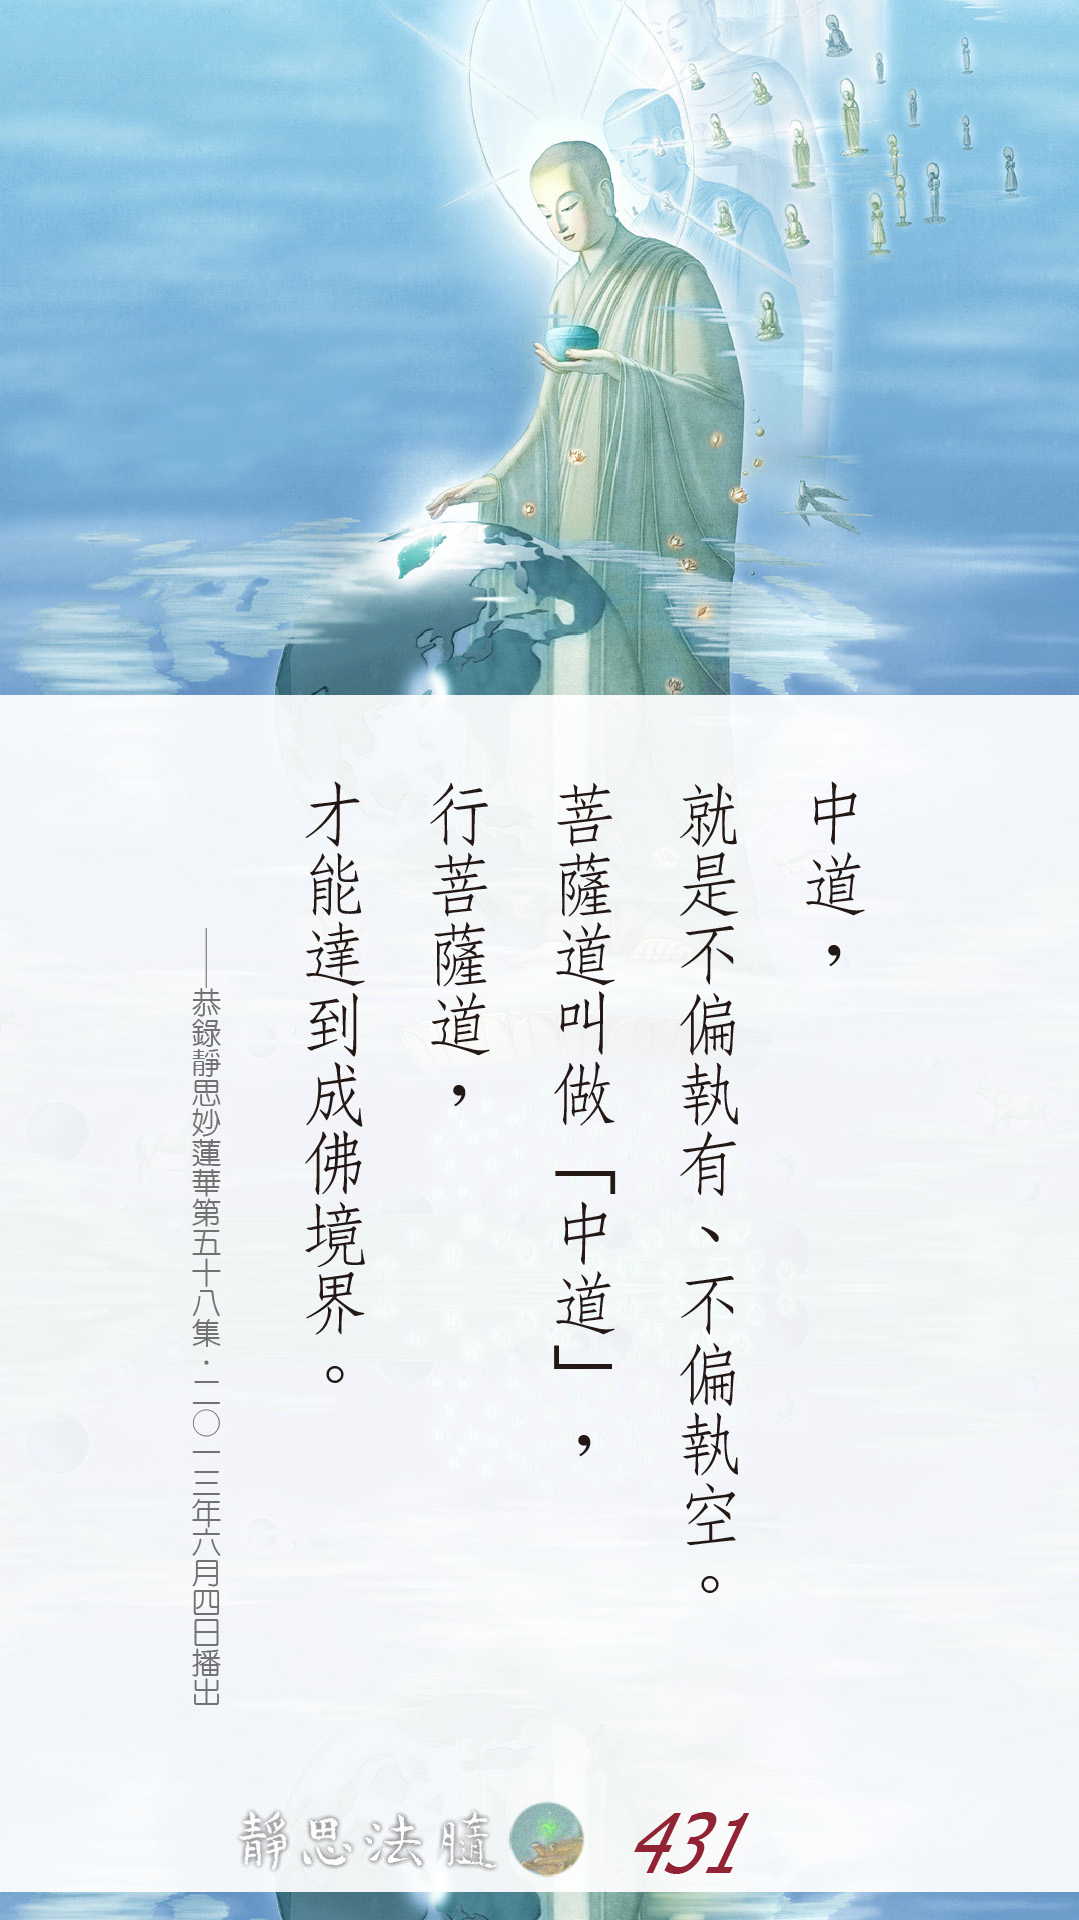 中道，
就是不偏執有、不偏執空。
菩薩道叫做「中道」，
行菩薩道，
才能達到成佛境界。
——恭錄靜思妙蓮華第五十八集．二〇一三年六月四日播出
靜思法髓
431